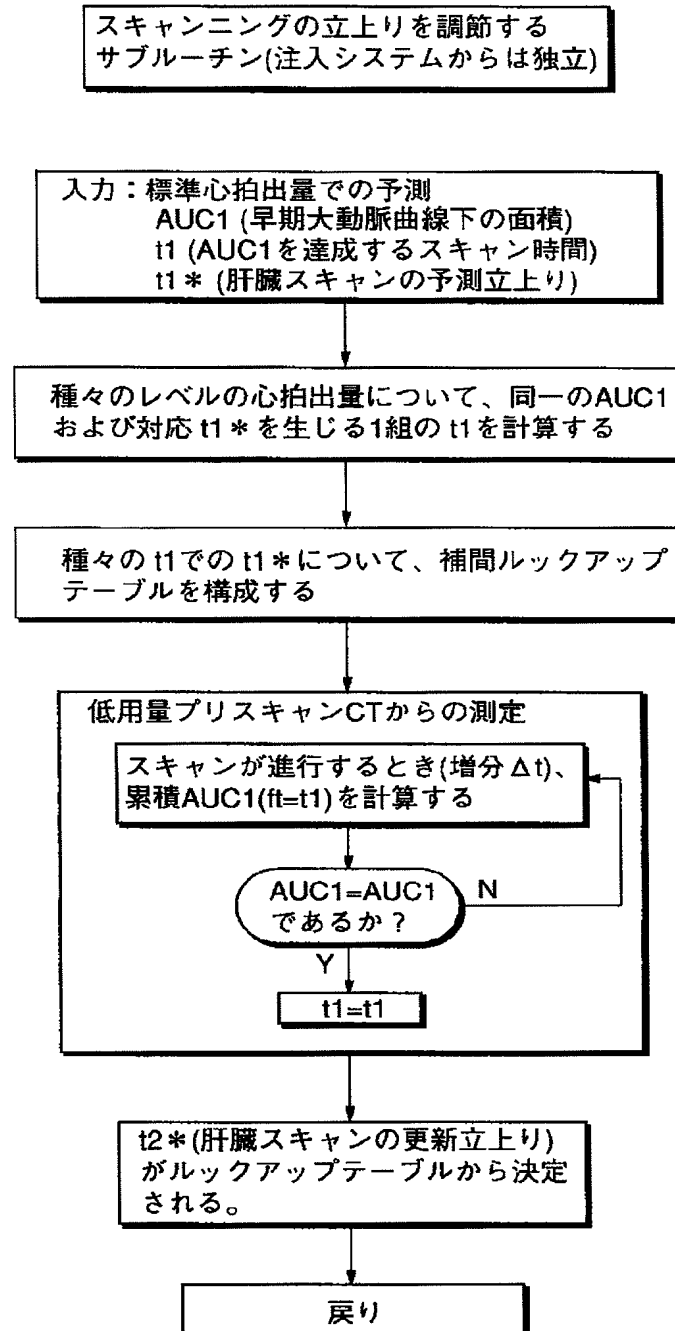 スキャンニングの立上りを調節する
サブルーチン(注入システムからは独立)
入力：標準心拍出量での予測
AUC1 (早期大動脈曲線下の面積)
t1 (AUC1を達成するスキャン時間)
t1＊ (肝臓スキャンの予測立上り)
種々のレベルの心拍出量について、同一のAUC1
および対応 t1＊を生じる1組の t1を計算する
種々の t1での t1＊について、補間ルックアップ
テーブルを構成する
低用量プリスキャンCTからの測定
スキャンが進行するとき(増分 Δt)、
累積AUC1(ft=t1)を計算する
AUC1=AUC1
であるか？
N
Y
t1=t1
t2＊(肝臓スキャンの更新立上り)
がルックアップテーブルから決定
される。
戻り